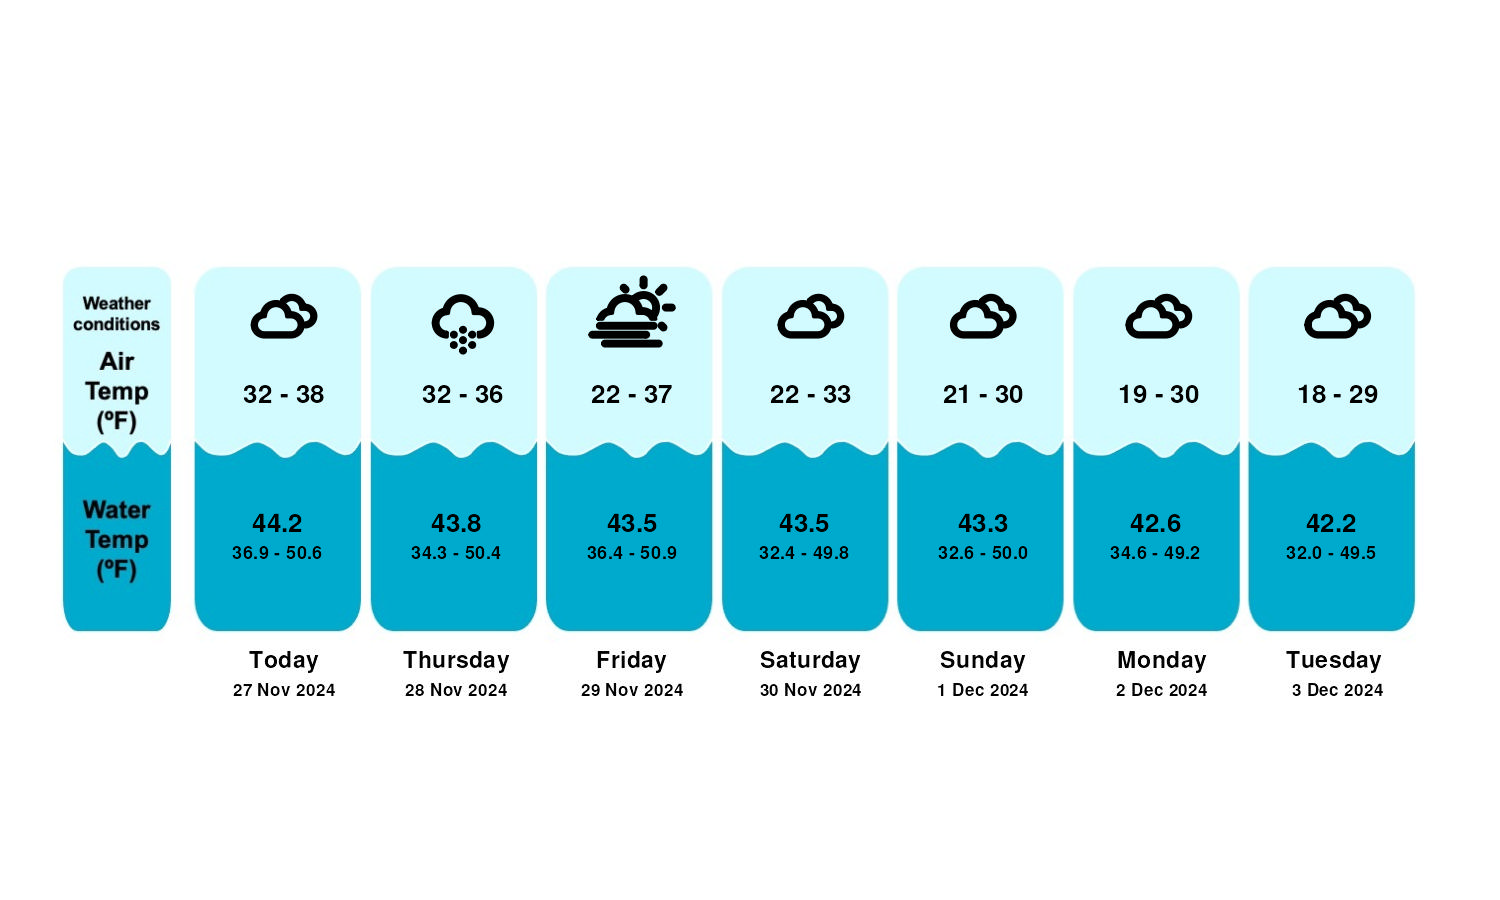 Weather
conditions
Air
Temp
(ºF)
32 - 38
32 - 36
22 - 37
22 - 33
21 - 30
19 - 30
18 - 29
Water
Temp
(ºF)
44.2
43.8
43.5
43.5
43.3
42.6
42.2
36.9 - 50.6
34.3 - 50.4
36.4 - 50.9
32.4 - 49.8
32.6 - 50.0
34.6 - 49.2
32.0 - 49.5
Today
Thursday
Friday
Saturday
Sunday
Monday
Tuesday
27 Nov 2024
28 Nov 2024
29 Nov 2024
30 Nov 2024
1 Dec 2024
2 Dec 2024
3 Dec 2024